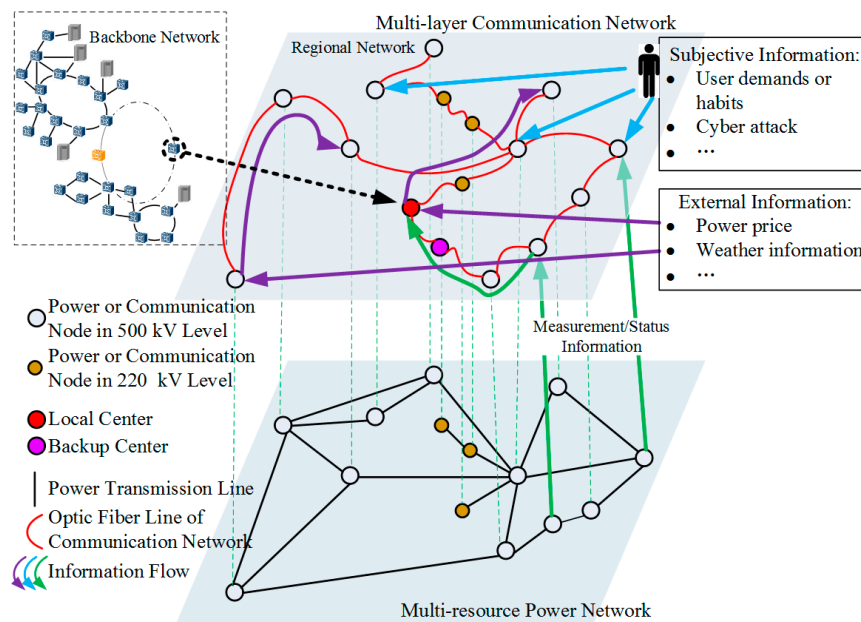 Multi-layer Communication Network
Backbone Network
Regional Network
Subjective Information:
● User demands or
habits
● Cyber attack
● ...
External Information:
● Power price
● Weather information
● ...
Measurement/Status
Information
Power or Communication
Node in 500 kV Level
Power or Communication
Node in 220 kV Level
Local Center
Backup Center
Power Transmission Line
Optic Fiber Line of
Communication Network
Information Flow
Multi-resource Power Network